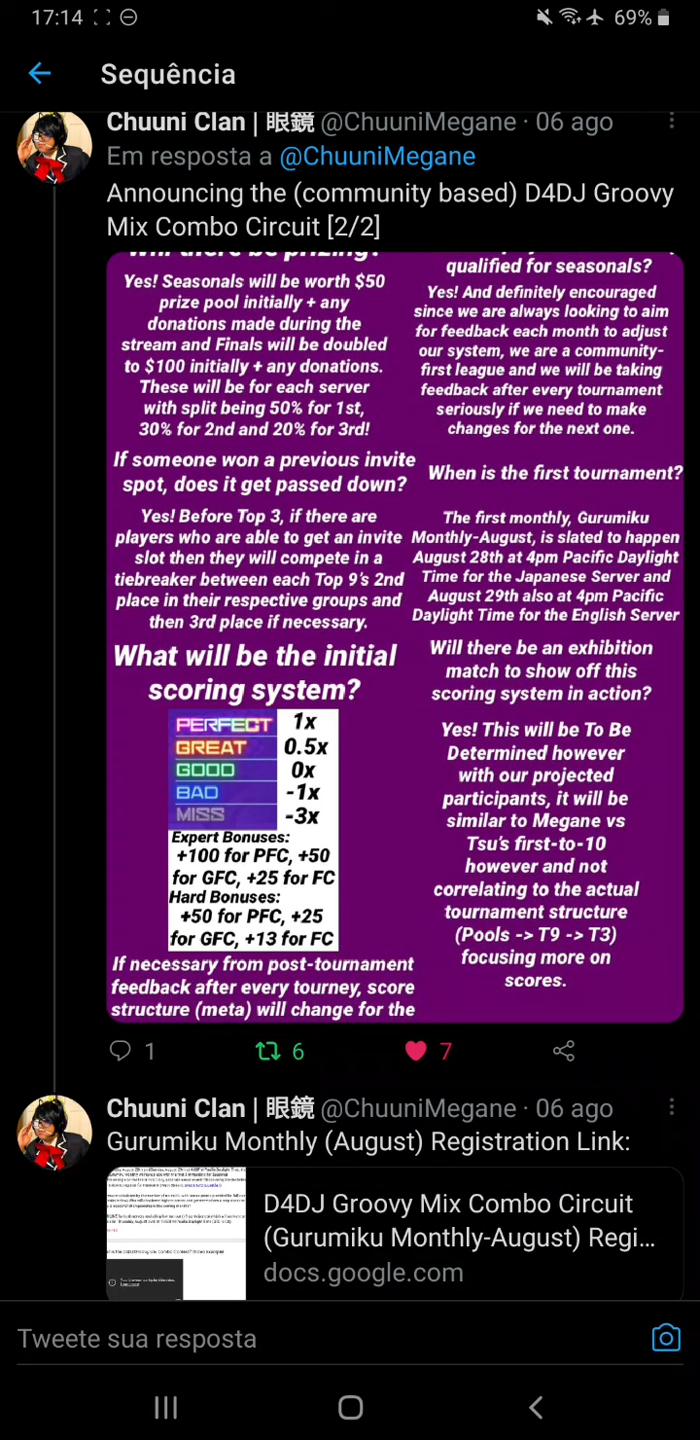 17:14
69%
Sequência
Chuuni Clan | 眼鏡 @ChuuniMegane · 06 ago
Em resposta a @ChuuniMegane
Announcing the (community based) D4DJ Groovy
Mix Combo Circuit [2/2]
Will there be prizing?
Yes! Seasonals will be worth $50
prize pool initially + any
donations made during the
stream and Finals will be doubled
to $100 initially + any donations.
These will be for each server
with split being 50% for 1st,
30% for 2nd and 20% for 3rd!
If someone won a previous invite
spot, does it get passed down?
Yes! Before Top 3, if there are
players who are able to get an invite
slot then they will compete in a
tiebreaker between each Top 9's 2nd
place in their respective groups and
then 3rd place if necessary.
What will be the initial
scoring system?
PERFECT 1x
GREAT 0.5x
GOOD 0x
BAD -1x
MISS -3x
Expert Bonuses:
+100 for PFC, +50
for GFC, +25 for FC
Hard Bonuses:
+50 for PFC, +25
for GFC, +13 for FC
If necessary from post-tournament
feedback after every tourney, score
structure (meta) will change for the
qualified for seasonals?
Yes! And definitely encouraged
since we are always looking to aim
for feedback each month to adjust
our system, we are a community-
first league and we will be taking
feedback after every tournament
seriously if we need to make
changes for the next one.
When is the first tournament?
The first monthly, Gurumiku
Monthly-August, is slated to happen
August 28th at 4pm Pacific Daylight
Time for the Japanese Server and
August 29th also at 4pm Pacific
Daylight Time for the English Server
Will there be an exhibition
match to show off this
scoring system in action?
Yes! This will be To Be
Determined however
with our projected
participants, it will be
similar to Megane vs
Tsu's first-to-10
however and not
correlating to the actual
tournament structure
(Pools -> T9 -> T3)
focusing more on
scores.
1
6
7
Chuuni Clan | 眼鏡 @ChuuniMegane · 06 ago
Gurumiku Monthly (August) Registration Link:
D4DJ Groovy Mix Combo Circuit
(Gurumiku Monthly-August) Regi...
docs.google.com
Tweete sua resposta